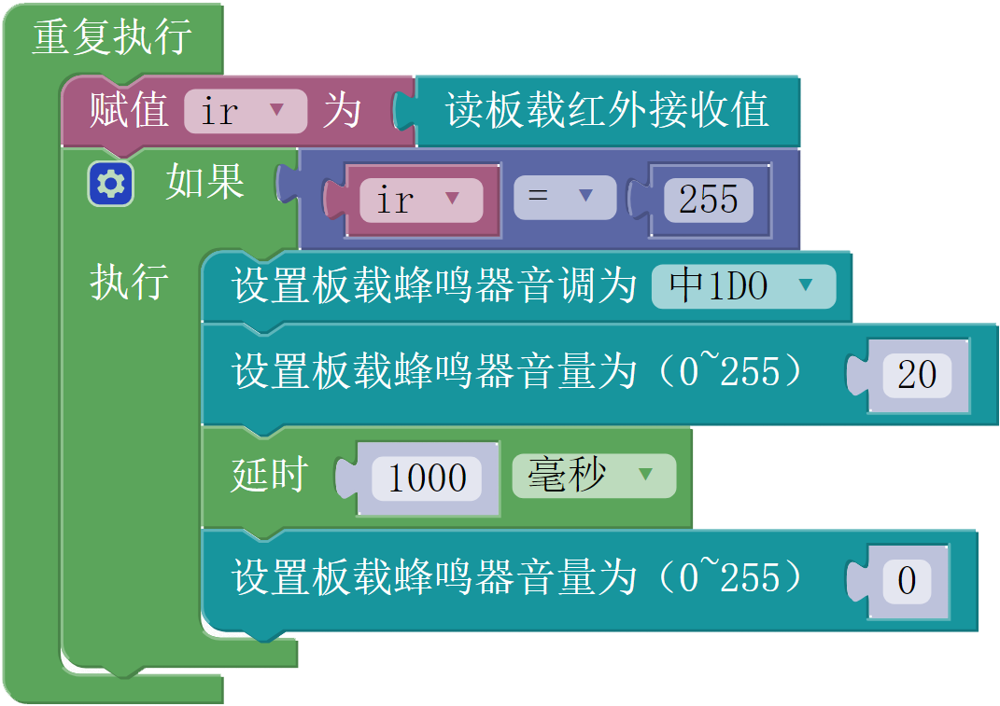 重复执行
赋值 ir 为 读板载红外接收值
如果 ir = 255
执行 设置板载蜂鸣器音调为 中1DO
设置板载蜂鸣器音量为（0~255） 20
延时 1000 毫秒
设置板载蜂鸣器音量为（0~255） 0